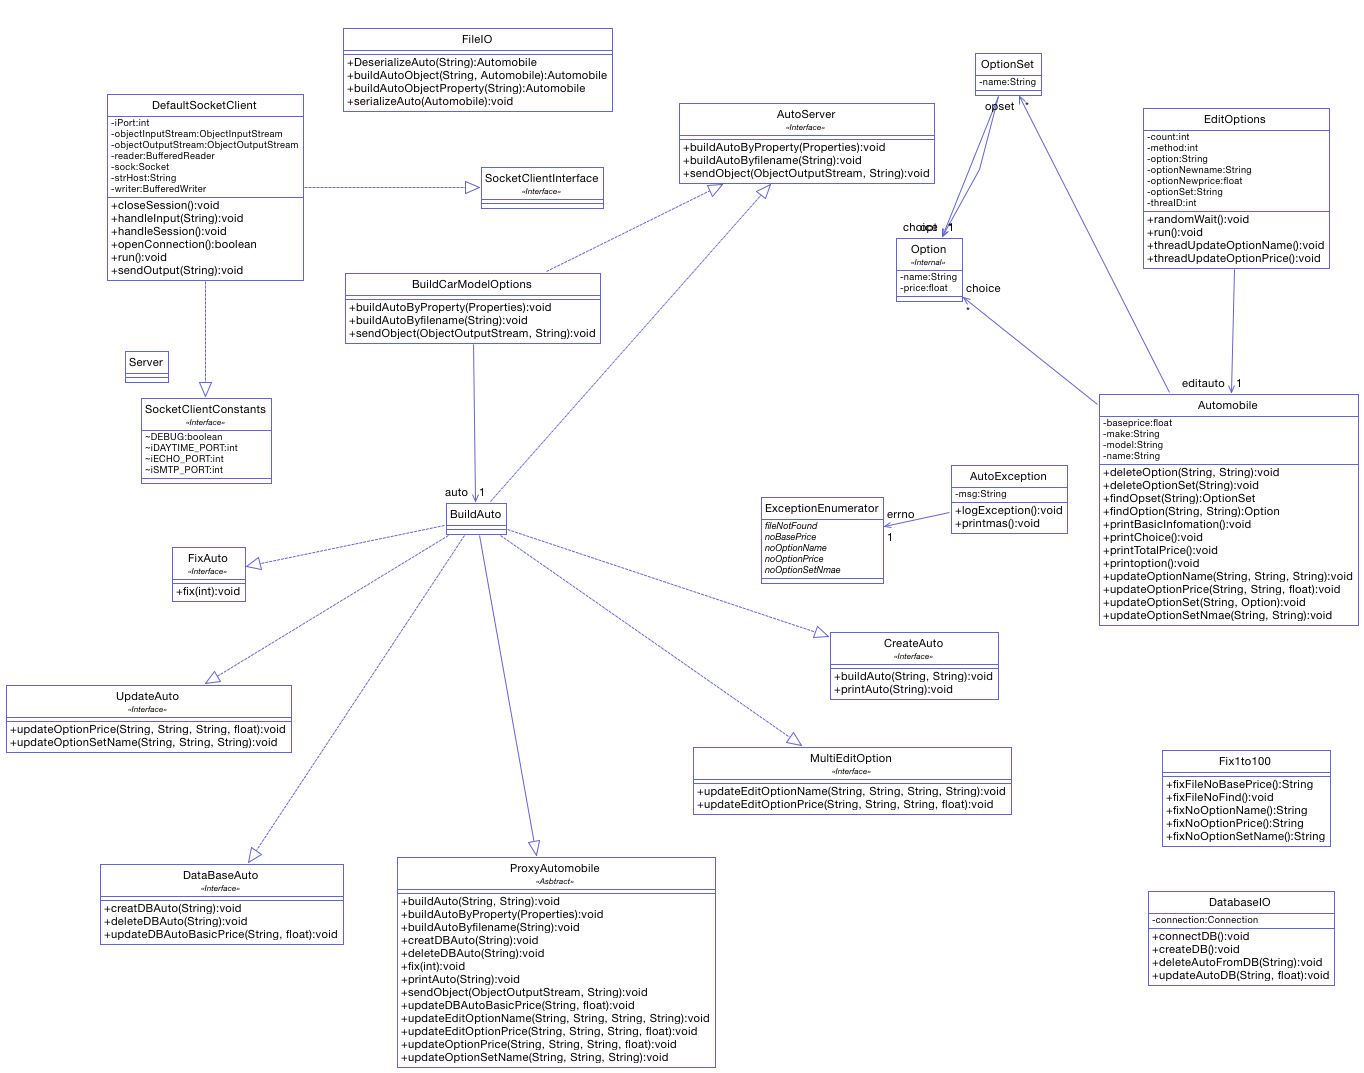 FileIO
+DeserializeAuto(String):Automobile
+buildAutoObject(String, Automobile):Automobile
+buildAutoObjectProperty(String):Automobile
+serializeAuto(Automobile):void
OptionSet
-name:String
opset
*
DefaultSocketClient
-iPort:int
-objectInputStream:ObjectInputStream
-objectOutputStream:ObjectOutputStream
-reader:BufferedReader
-sock:Socket
-strHost:String
-writer:BufferedWriter
+closeSession():void
+handleInput(String):void
+handleSession():void
+openConnection():boolean
+run():void
+sendOutput(String):void
AutoServer
«Interface»
+buildAutoByProperty(Properties):void
+buildAutoByfilename(String):void
+sendObject(ObjectOutputStream, String):void
EditOptions
-count:int
-method:int
-option:String
-optionNewname:String
-optionNewprice:float
-optionSet:String
-threaID:int
+randomWait():void
+run():void
+threadUpdateOptionName():void
+threadUpdateOptionPrice():void
SocketClientInterface
«Interface»
choice
opt
1
Option
«Internal»
-name:String
-price:float
choice
*
BuildCarModelOptions
+buildAutoByProperty(Properties):void
+buildAutoByfilename(String):void
+sendObject(ObjectOutputStream, String):void
Server
editauto
1
SocketClientConstants
«Interface»
~DEBUG:boolean
~iDAYTIME_PORT:int
~iECHO_PORT:int
~iSMTP_PORT:int
Automobile
-baseprice:float
-make:String
-model:String
-name:String
+deleteOption(String, String):void
+deleteOptionSet(String):void
+findOpset(String):OptionSet
+findOption(String, String):Option
+printBasicInfomation():void
+printChoice():void
+printTotalPrice():void
+printoption():void
+updateOptionName(String, String, String):void
+updateOptionPrice(String, String, float):void
+updateOptionSet(String, Option):void
+updateOptionSetNmae(String, String):void
auto
1
BuildAuto
AutoException
-msg:String
+logException():void
+printmas():void
ExceptionEnumerator
fileNotFound
noBasePrice
noOptionName
noOptionPrice
noOptionSetNmae
errno
1
FixAuto
«Interface»
+fix(int):void
CreateAuto
«Interface»
+buildAuto(String, String):void
+printAuto(String):void
UpdateAuto
«Interface»
+updateOptionPrice(String, String, String, float):void
+updateOptionSetName(String, String, String):void
MultiEditOption
«Interface»
+updateEditOptionName(String, String, String, String):void
+updateEditOptionPrice(String, String, String, float):void
Fix1to100
+fixFileNoBasePrice():String
+fixFileNoFind():void
+fixNoOptionName():String
+fixNoOptionPrice():String
+fixNoOptionSetName():String
DataBaseAuto
«Interface»
+creatDBAuto(String):void
+deleteDBAuto(String):void
+updateDBAutoBasicPrice(String, float):void
ProxyAutomobile
«Asbtract»
+buildAuto(String, String):void
+buildAutoByProperty(Properties):void
+buildAutoByfilename(String):void
+creatDBAuto(String):void
+deleteDBAuto(String):void
+fix(int):void
+printAuto(String):void
+sendObject(ObjectOutputStream, String):void
+updateDBAutoBasicPrice(String, float):void
+updateEditOptionName(String, String, String, String):void
+updateEditOptionPrice(String, String, String, float):void
+updateOptionPrice(String, String, String, float):void
+updateOptionSetName(String, String, String):void
DatabaseIO
-connection:Connection
+connectDB():void
+createDB():void
+deleteAutoFromDB(String):void
+updateAutoDB(String, float):void